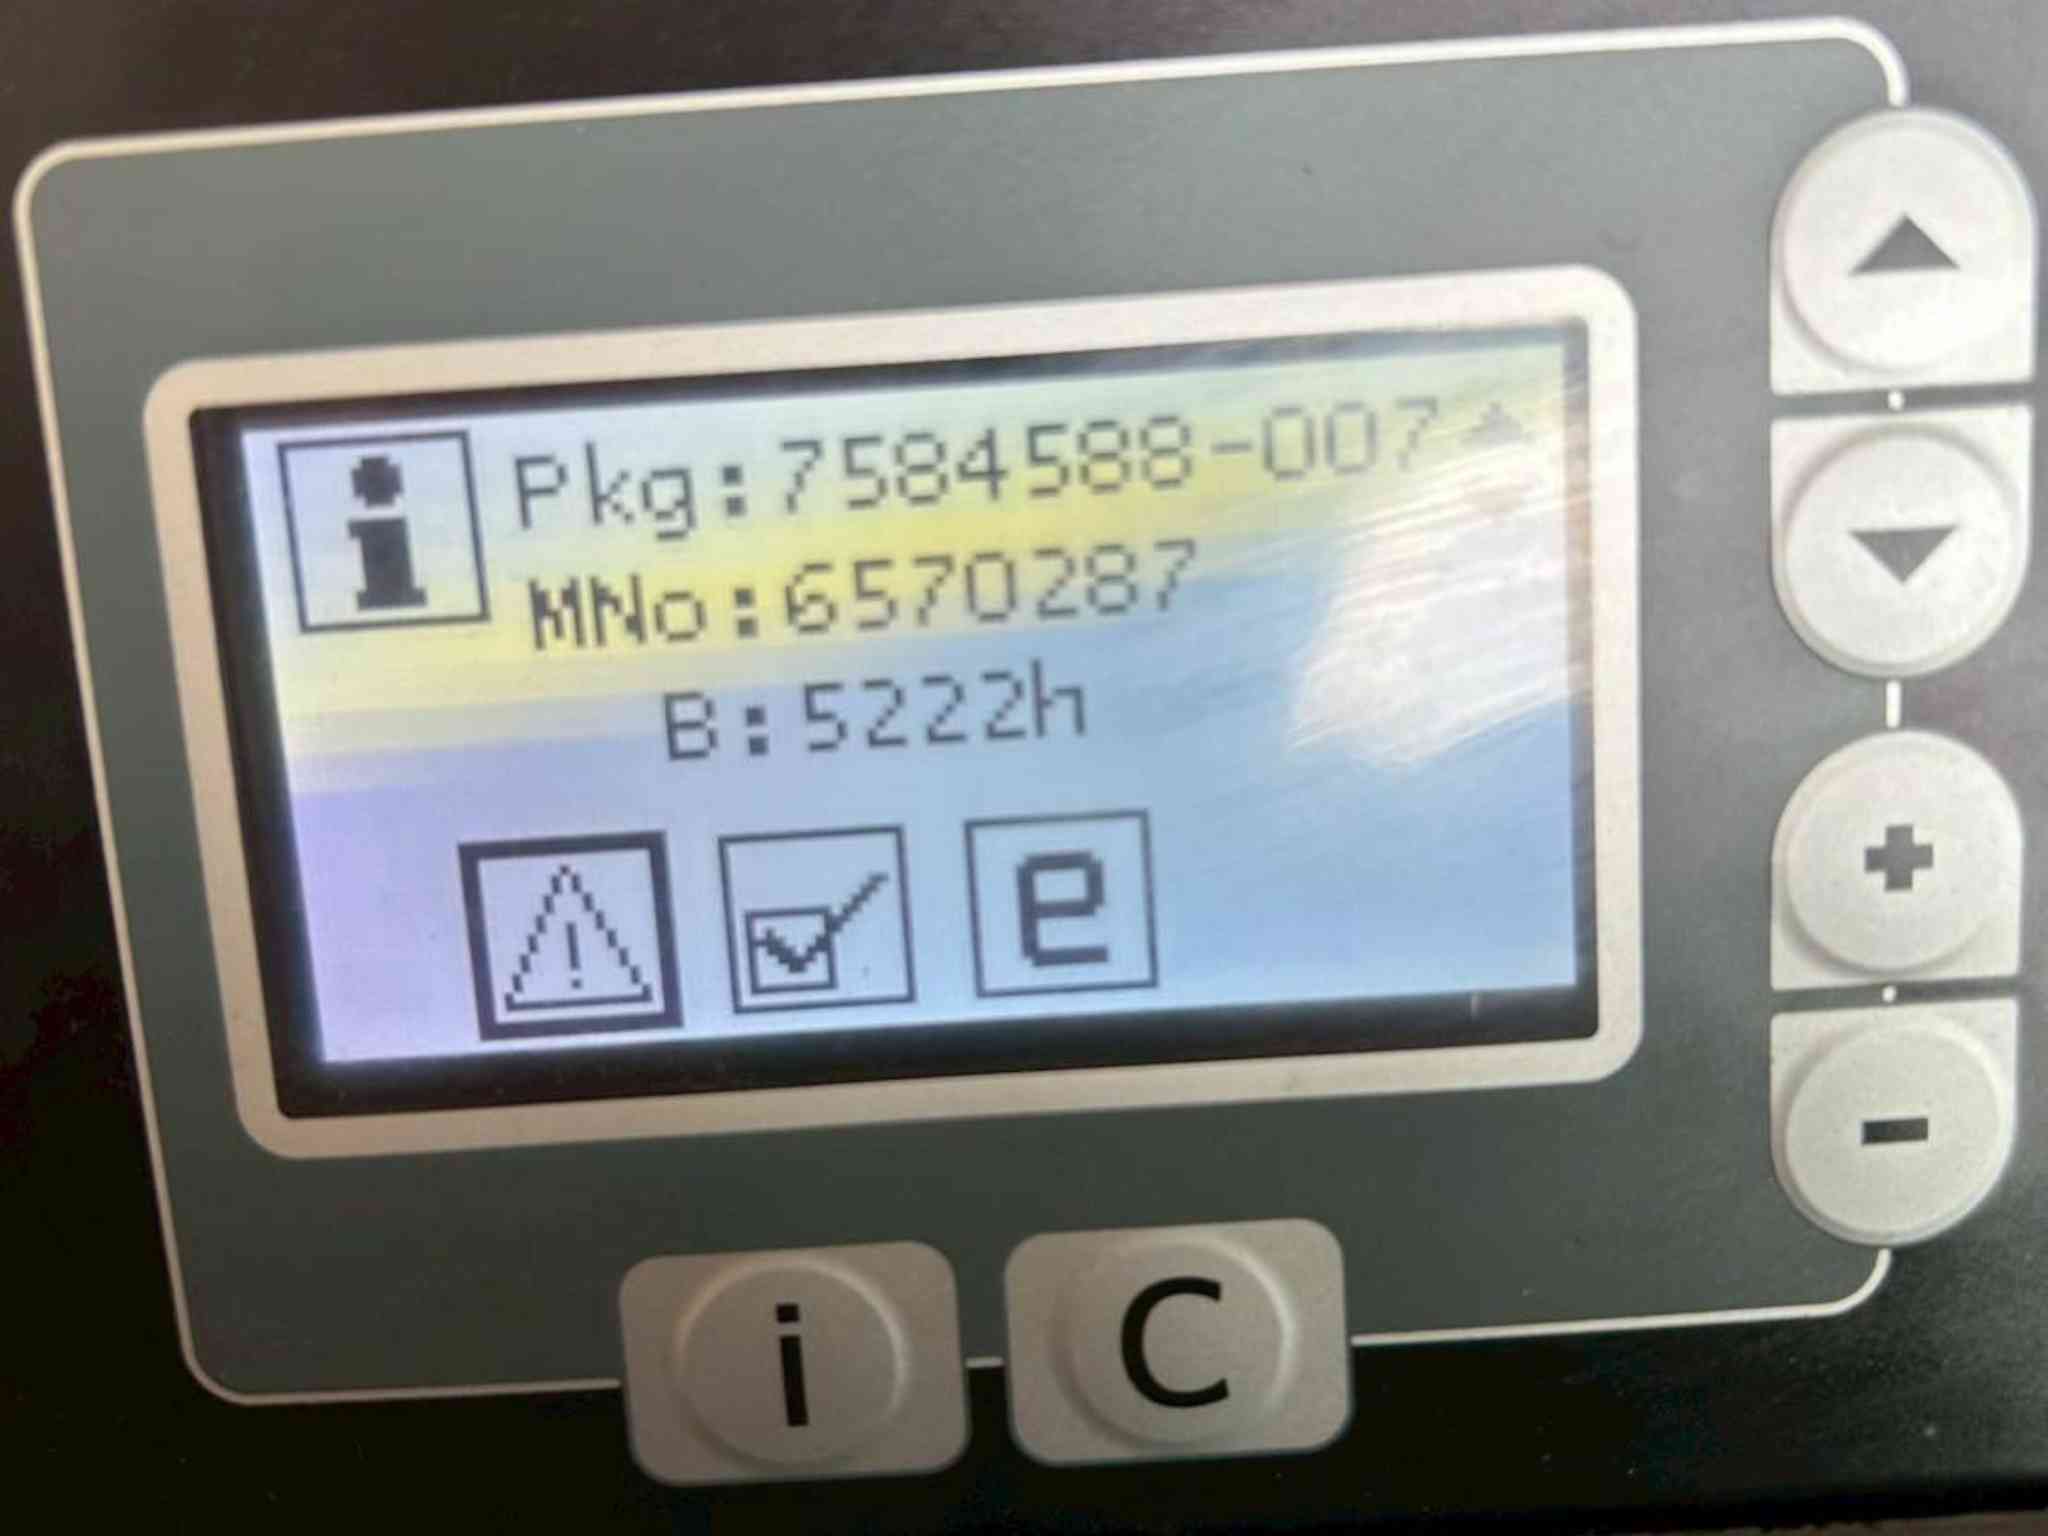 i Pkg:7584588-007
MNo:6570287
B:5222h
! e
+
-
i C